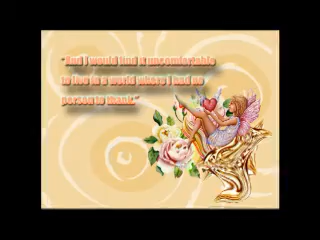 "And I would find it uncomfortable
to live in a world where I had no
person to thank."